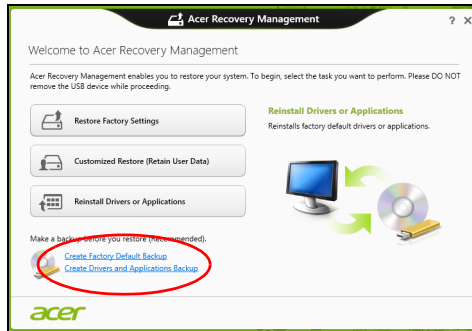 Acer Recovery Management
? X
Welcome to Acer Recovery Management
Acer Recovery Management enables you to restore your system. To begin, select the task you want to perform. Please DO NOT
remove the USB device while proceeding.
Restore Factory Settings
Customized Restore (Retain User Data)
Reinstall Drivers or Applications
Reinstall Drivers or Applications
Reinstalls factory default drivers or applications.
Make a backup before you restore (Recommended).
Create Factory Default Backup
Create Drivers and Applications Backup
acer